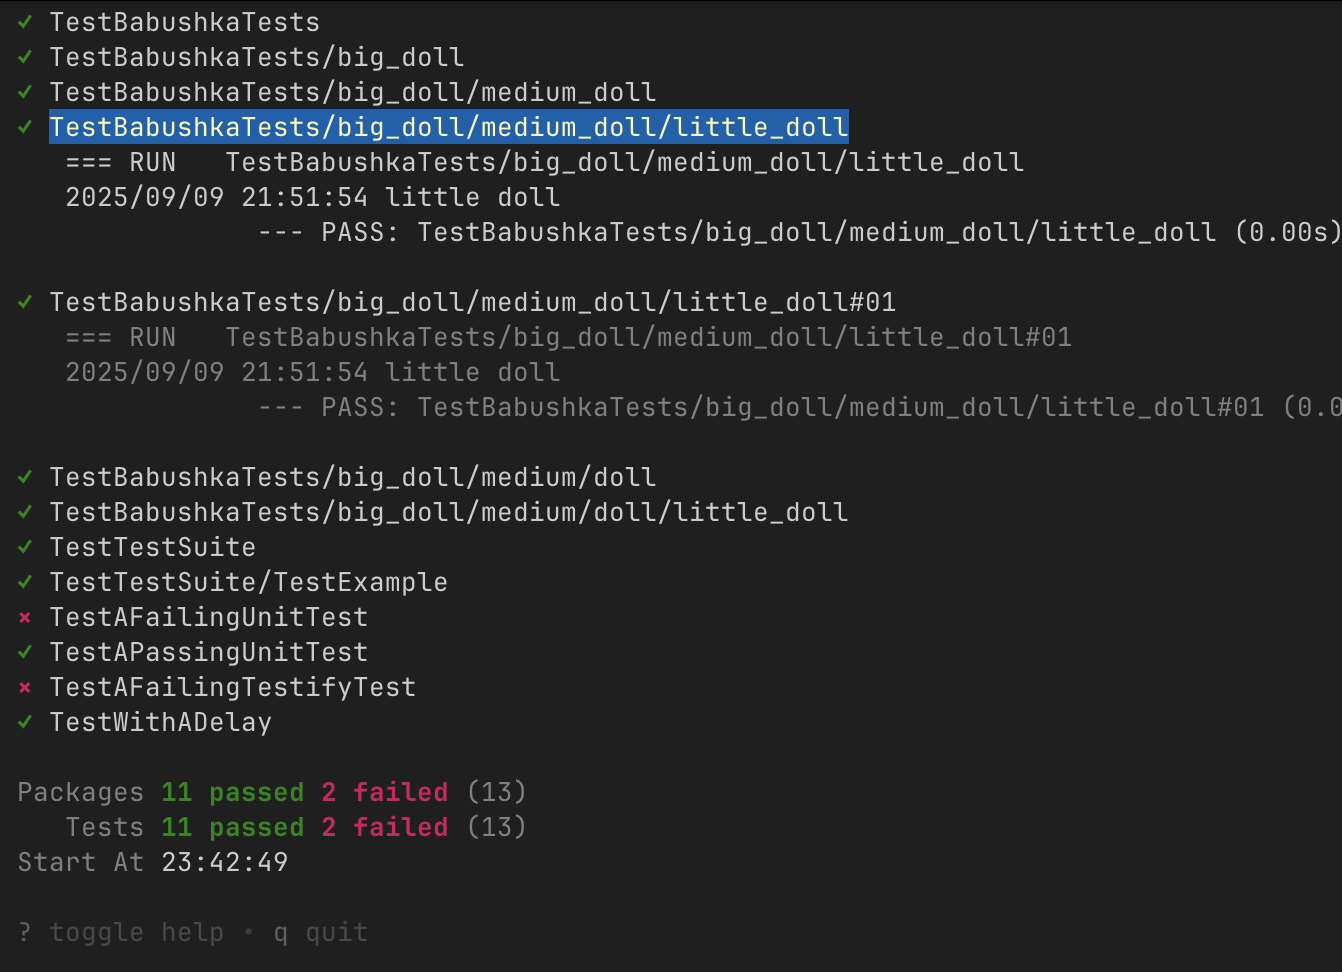 ✓ TestBabushkaTests
✓ TestBabushkaTests/big_doll
✓ TestBabushkaTests/big_doll/medium_doll
✓ TestBabushkaTests/big_doll/medium_doll/little_doll
=== RUN   TestBabushkaTests/big_doll/medium_doll/little_doll
2025/09/09 21:51:54 little doll
--- PASS: TestBabushkaTests/big_doll/medium_doll/little_doll (0.00s)
✓ TestBabushkaTests/big_doll/medium_doll/little_doll#01
=== RUN   TestBabushkaTests/big_doll/medium_doll/little_doll#01
2025/09/09 21:51:54 little doll
--- PASS: TestBabushkaTests/big_doll/medium_doll/little_doll#01 (0.0
✓ TestBabushkaTests/big_doll/medium/doll
✓ TestBabushkaTests/big_doll/medium/doll/little_doll
✓ TestTestSuite
✓ TestTestSuite/TestExample
× TestAFailingUnitTest
✓ TestAPassingUnitTest
× TestAFailingTestifyTest
✓ TestWithADelay
Packages 11 passed 2 failed (13)
Tests 11 passed 2 failed (13)
Start At 23:42:49
? toggle help • q quit